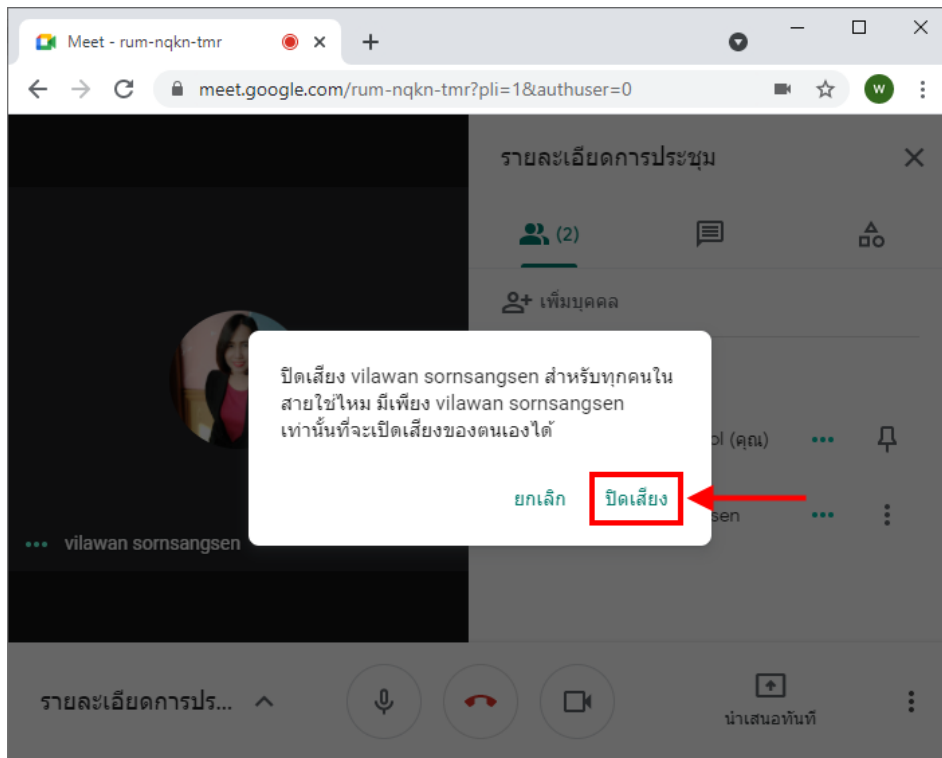 Meet - rum-nqkn-tmr
meet.google.com/rum-nqkn-tmr?pli=1&authuser=0
W
รายละเอียดการประชุม
(2)
เพิ่มบุคคล
ปิดเสียง vilawan sornsangsen สำหรับทุกคนใน
สายใช่ไหม มีเพียง vilawan sornsangsen
เท่านั้นที่จะเปิดเสียงของตนเองได้
ol (คุณ)
ยกเลิก ปิดเสียง
sen
vilawan sornsangsen
รายละเอียดการปร...
นำเสนอทันที